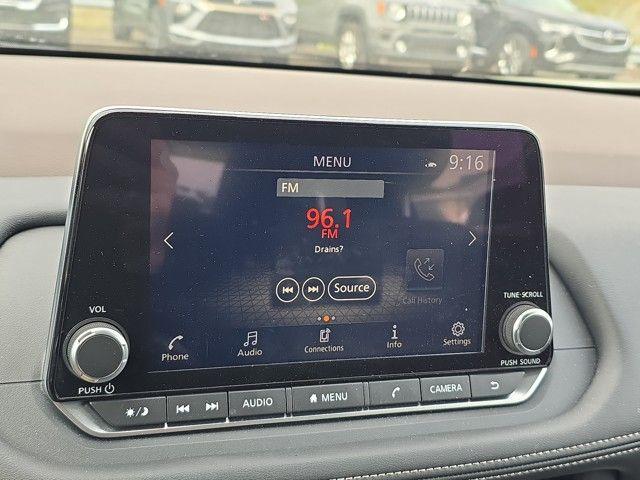 MENU 9:16
FM
96.1
FM
Drains?
Source
Call History
Phone Audio Connections Info Settings
VOL
PUSH
TUNE·SCROLL
PUSH SOUND
AUDIO MENU CAMERA